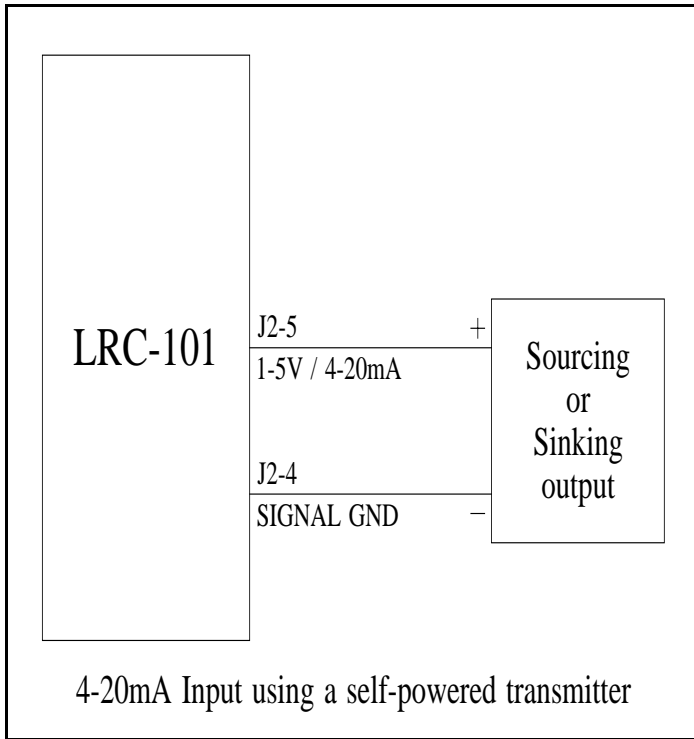 LRC-101
J2-5
+
1-5V / 4-20mA
J2-4
SIGNAL GND
−
Sourcing
or
Sinking
output
4-20mA Input using a self-powered transmitter